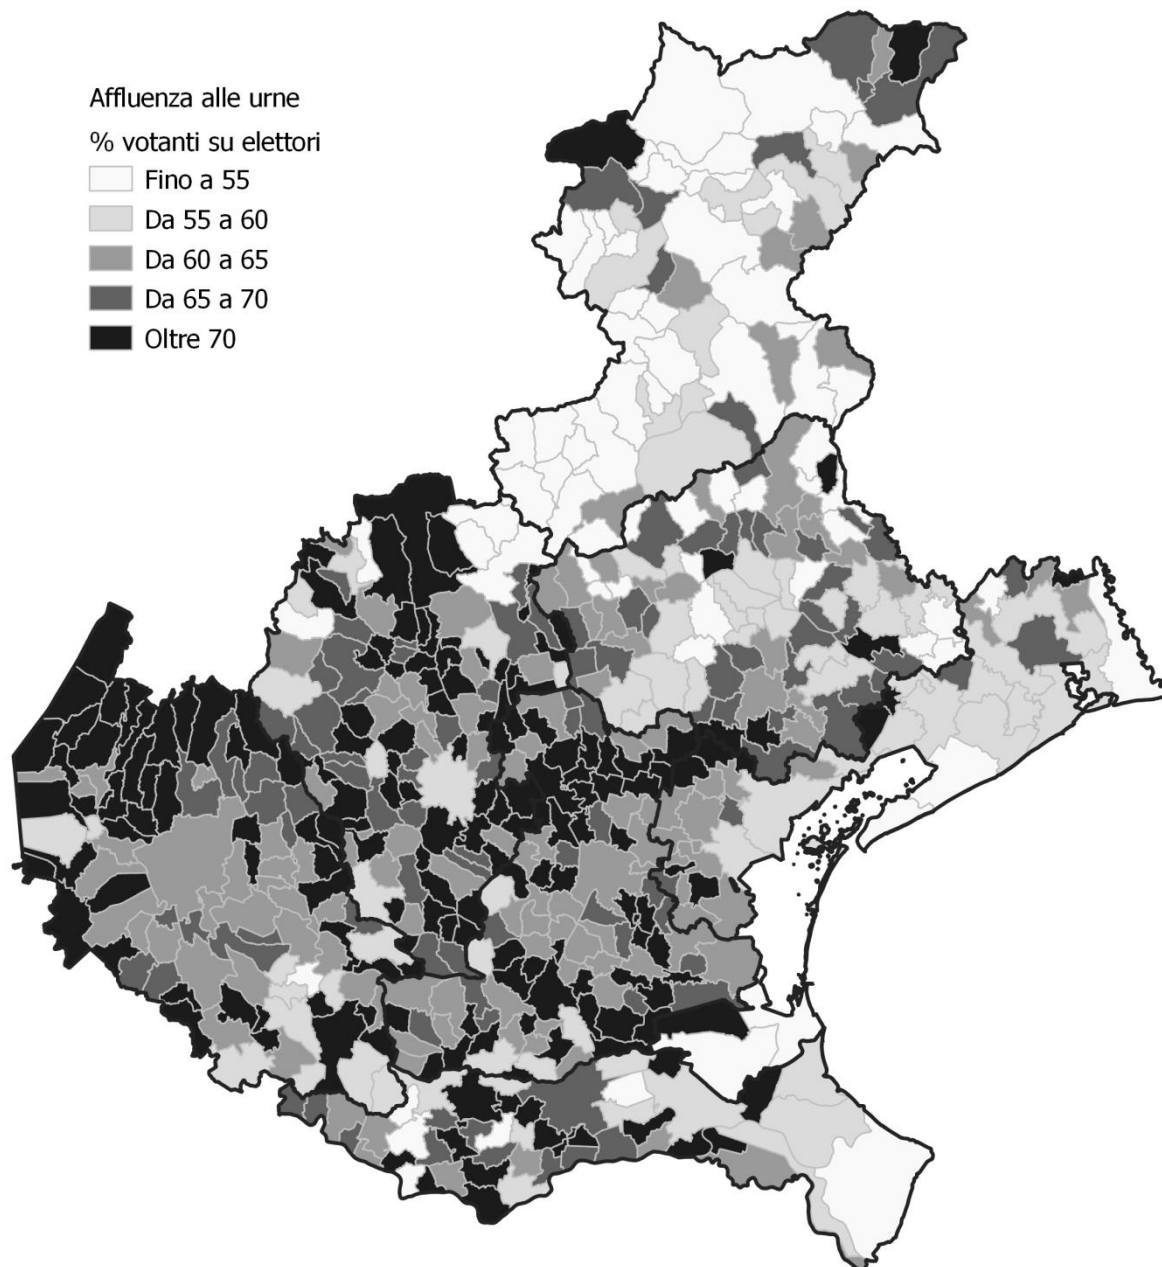 Affluenza alle urne
% votanti su elettori
Fino a 55
Da 55 a 60
Da 60 a 65
Da 65 a 70
Oltre 70